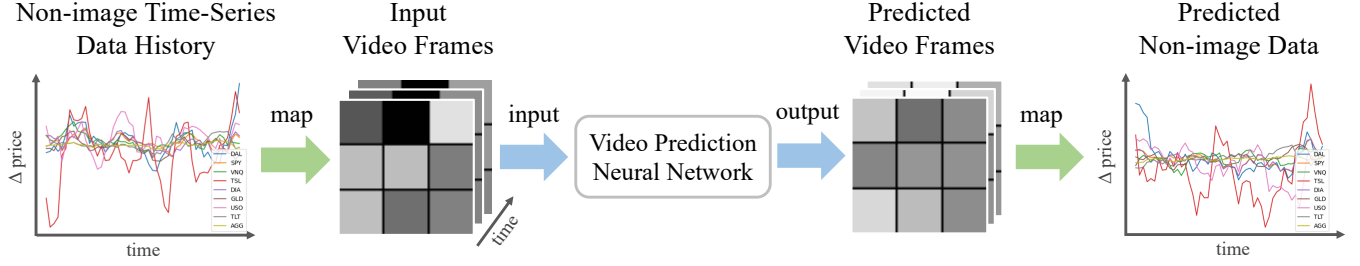 Non-image Time-Series
Data History
Input
Video Frames
Predicted
Video Frames
Predicted
Non-image Data
Δ price
time
DAL
SPY
VNQ
TSL
DIA
GLD
USO
TLT
AGG
map
time
input
Video Prediction
Neural Network
output
map
Δ price
time
DAL
SPY
VNQ
TSL
DIA
GLD
USO
TLT
AGG